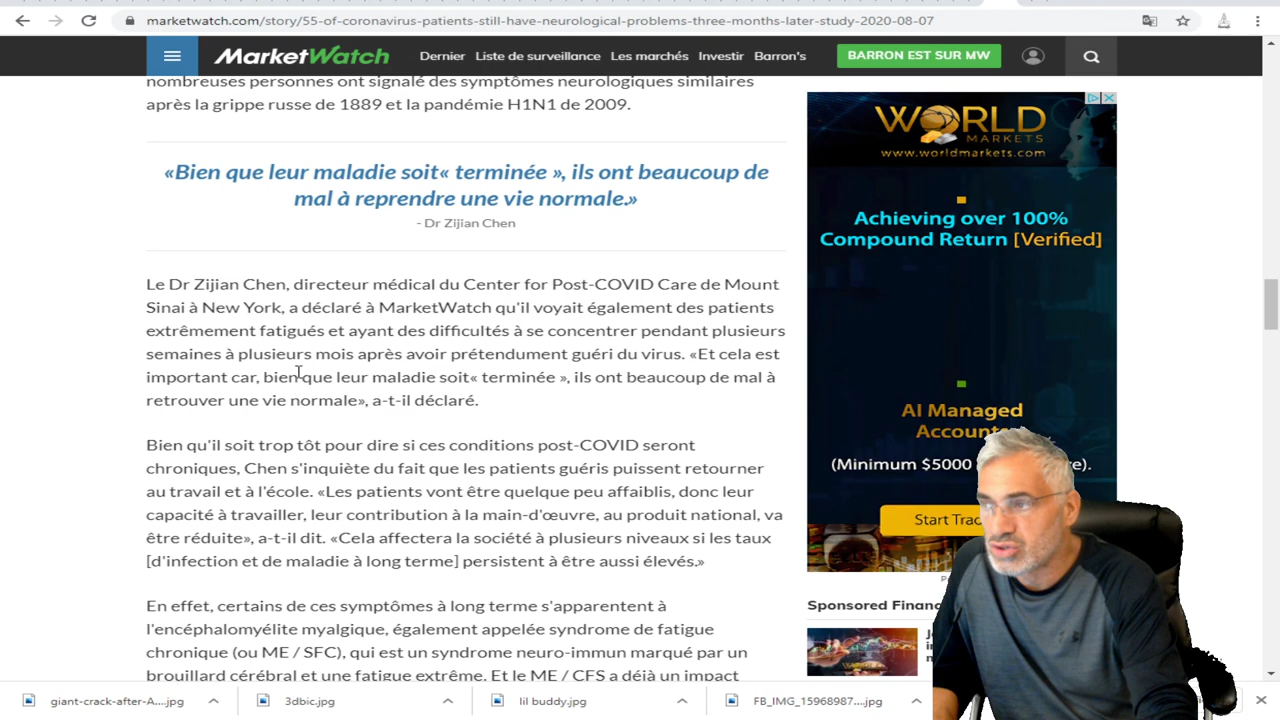 marketwatch.com/story/55-of-coronavirus-patients-still-have-neurological-problems-three-months-later-study-2020-08-07
MarketWatch Dernier Liste de surveillance Les marchés Investir Barron's BARRON EST SUR MW
nombreuses personnes ont signalé des symptômes neurologiques similaires
après la grippe russe de 1889 et la pandémie H1N1 de 2009.
«Bien que leur maladie soit« terminée », ils ont beaucoup de
mal à reprendre une vie normale.»
- Dr Zijian Chen
Le Dr Zijian Chen, directeur médical du Center for Post-COVID Care de Mount
Sinai à New York, a déclaré à MarketWatch qu'il voyait également des patients
extrêmement fatigués et ayant des difficultés à se concentrer pendant plusieurs
semaines à plusieurs mois après avoir prétendument guéri du virus. «Et cela est
important car, bien que leur maladie soit« terminée », ils ont beaucoup de mal à
retrouver une vie normale», a-t-il déclaré.
Bien qu'il soit trop tôt pour dire si ces conditions post-COVID seront
chroniques, Chen s'inquiète du fait que les patients guéris puissent retourner
au travail et à l'école. «Les patients vont être quelque peu affaiblis, donc leur
capacité à travailler, leur contribution à la main-d'œuvre, au produit national, va
être réduite», a-t-il dit. «Cela affectera la société à plusieurs niveaux si les taux
[d'infection et de maladie à long terme] persistent à être aussi élevés.»
En effet, certains de ces symptômes à long terme s'apparentent à
l'encéphalomyélite myalgique, également appelée syndrome de fatigue
chronique (ou ME / SFC), qui est un syndrome neuro-immun marqué par un
brouillard cérébral et une fatigue extrême. Et le ME / CFS a déjà un impact
WORLD
MARKETS
www.worldmarkets.com
Achieving over 100%
Compound Return [Verified]
AI Managed
Accounts
(Minimum $5000
Start
Sponsored
giant-crack-after-A....jpg
3dbic.jpg
lil buddy.jpg
FB_IMG_15968987....jpg